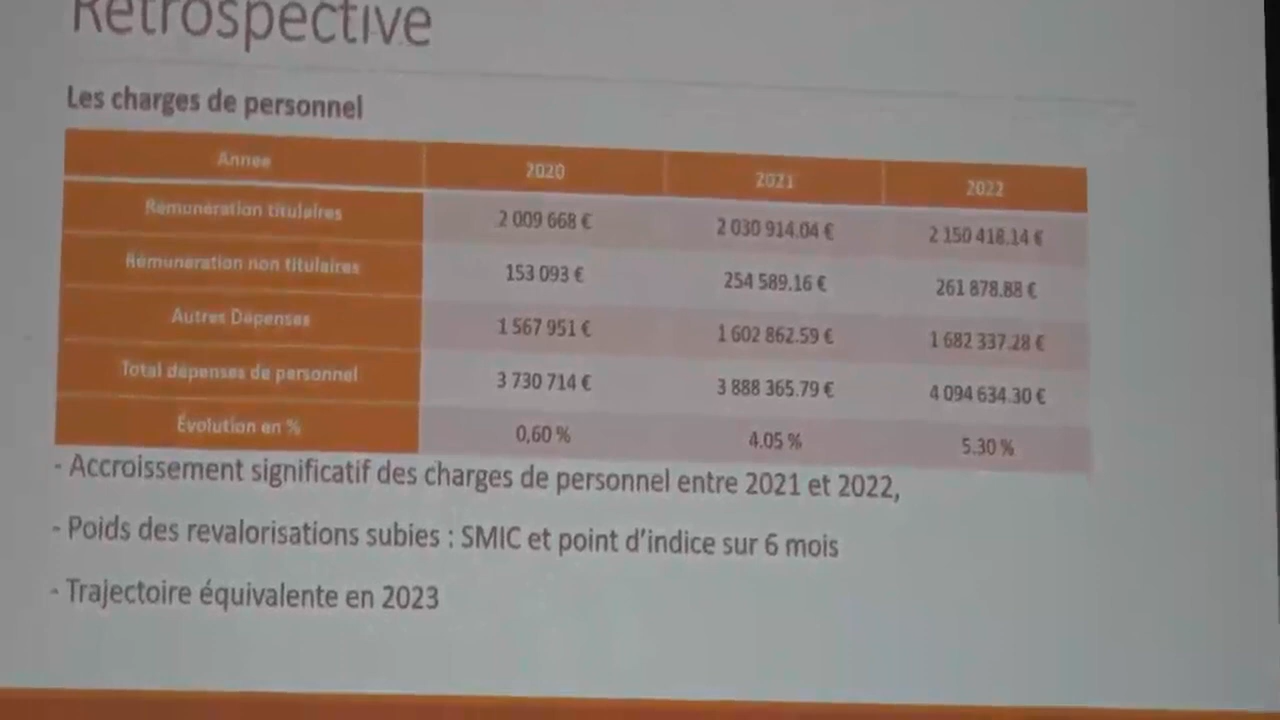 Rétrospective
Les charges de personnel
Année 2020 2021 2022
Rémunération titulaires 2 009 668 € 2 030 914.04 € 2 150 418.14 €
Rémunération non titulaires 153 093 € 254 589.16 € 261 878.88 €
Autres Dépenses 1 567 951 € 1 602 862.59 € 1 682 337.28 €
Total dépenses de personnel 3 730 714 € 3 888 365.79 € 4 094 634.30 €
Évolution en % 0,60 % 4.05 % 5.30 %
- Accroissement significatif des charges de personnel entre 2021 et 2022,
- Poids des revalorisations subies : SMIC et point d'indice sur 6 mois
- Trajectoire équivalente en 2023